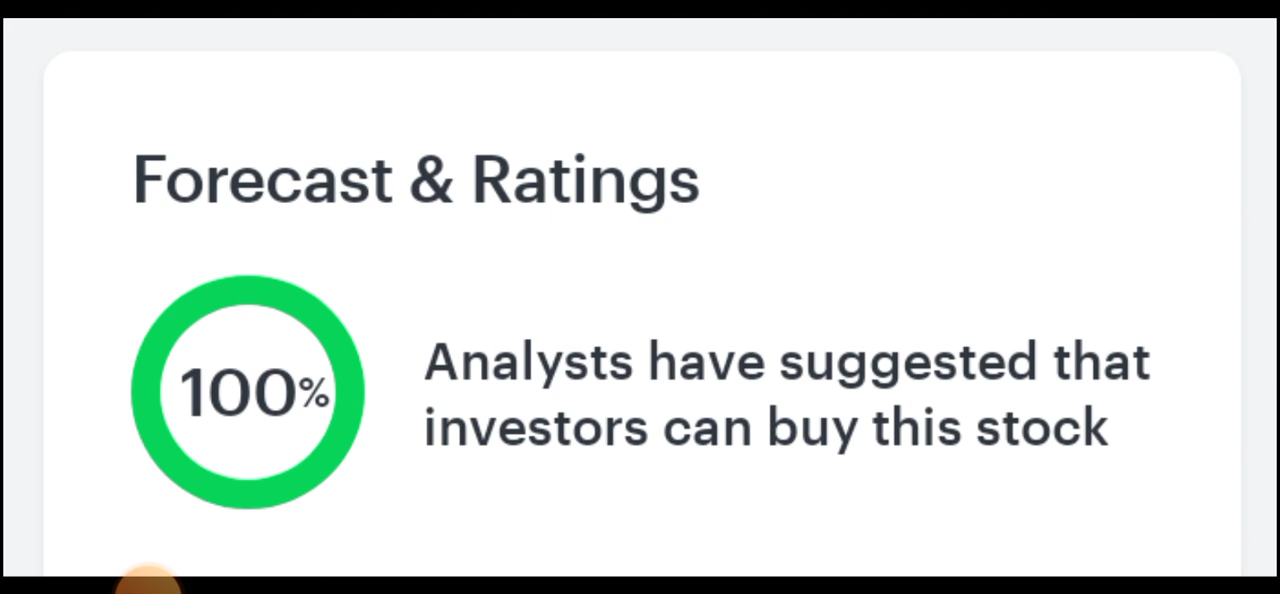 Forecast & Ratings
100%
Analysts have suggested that
investors can buy this stock